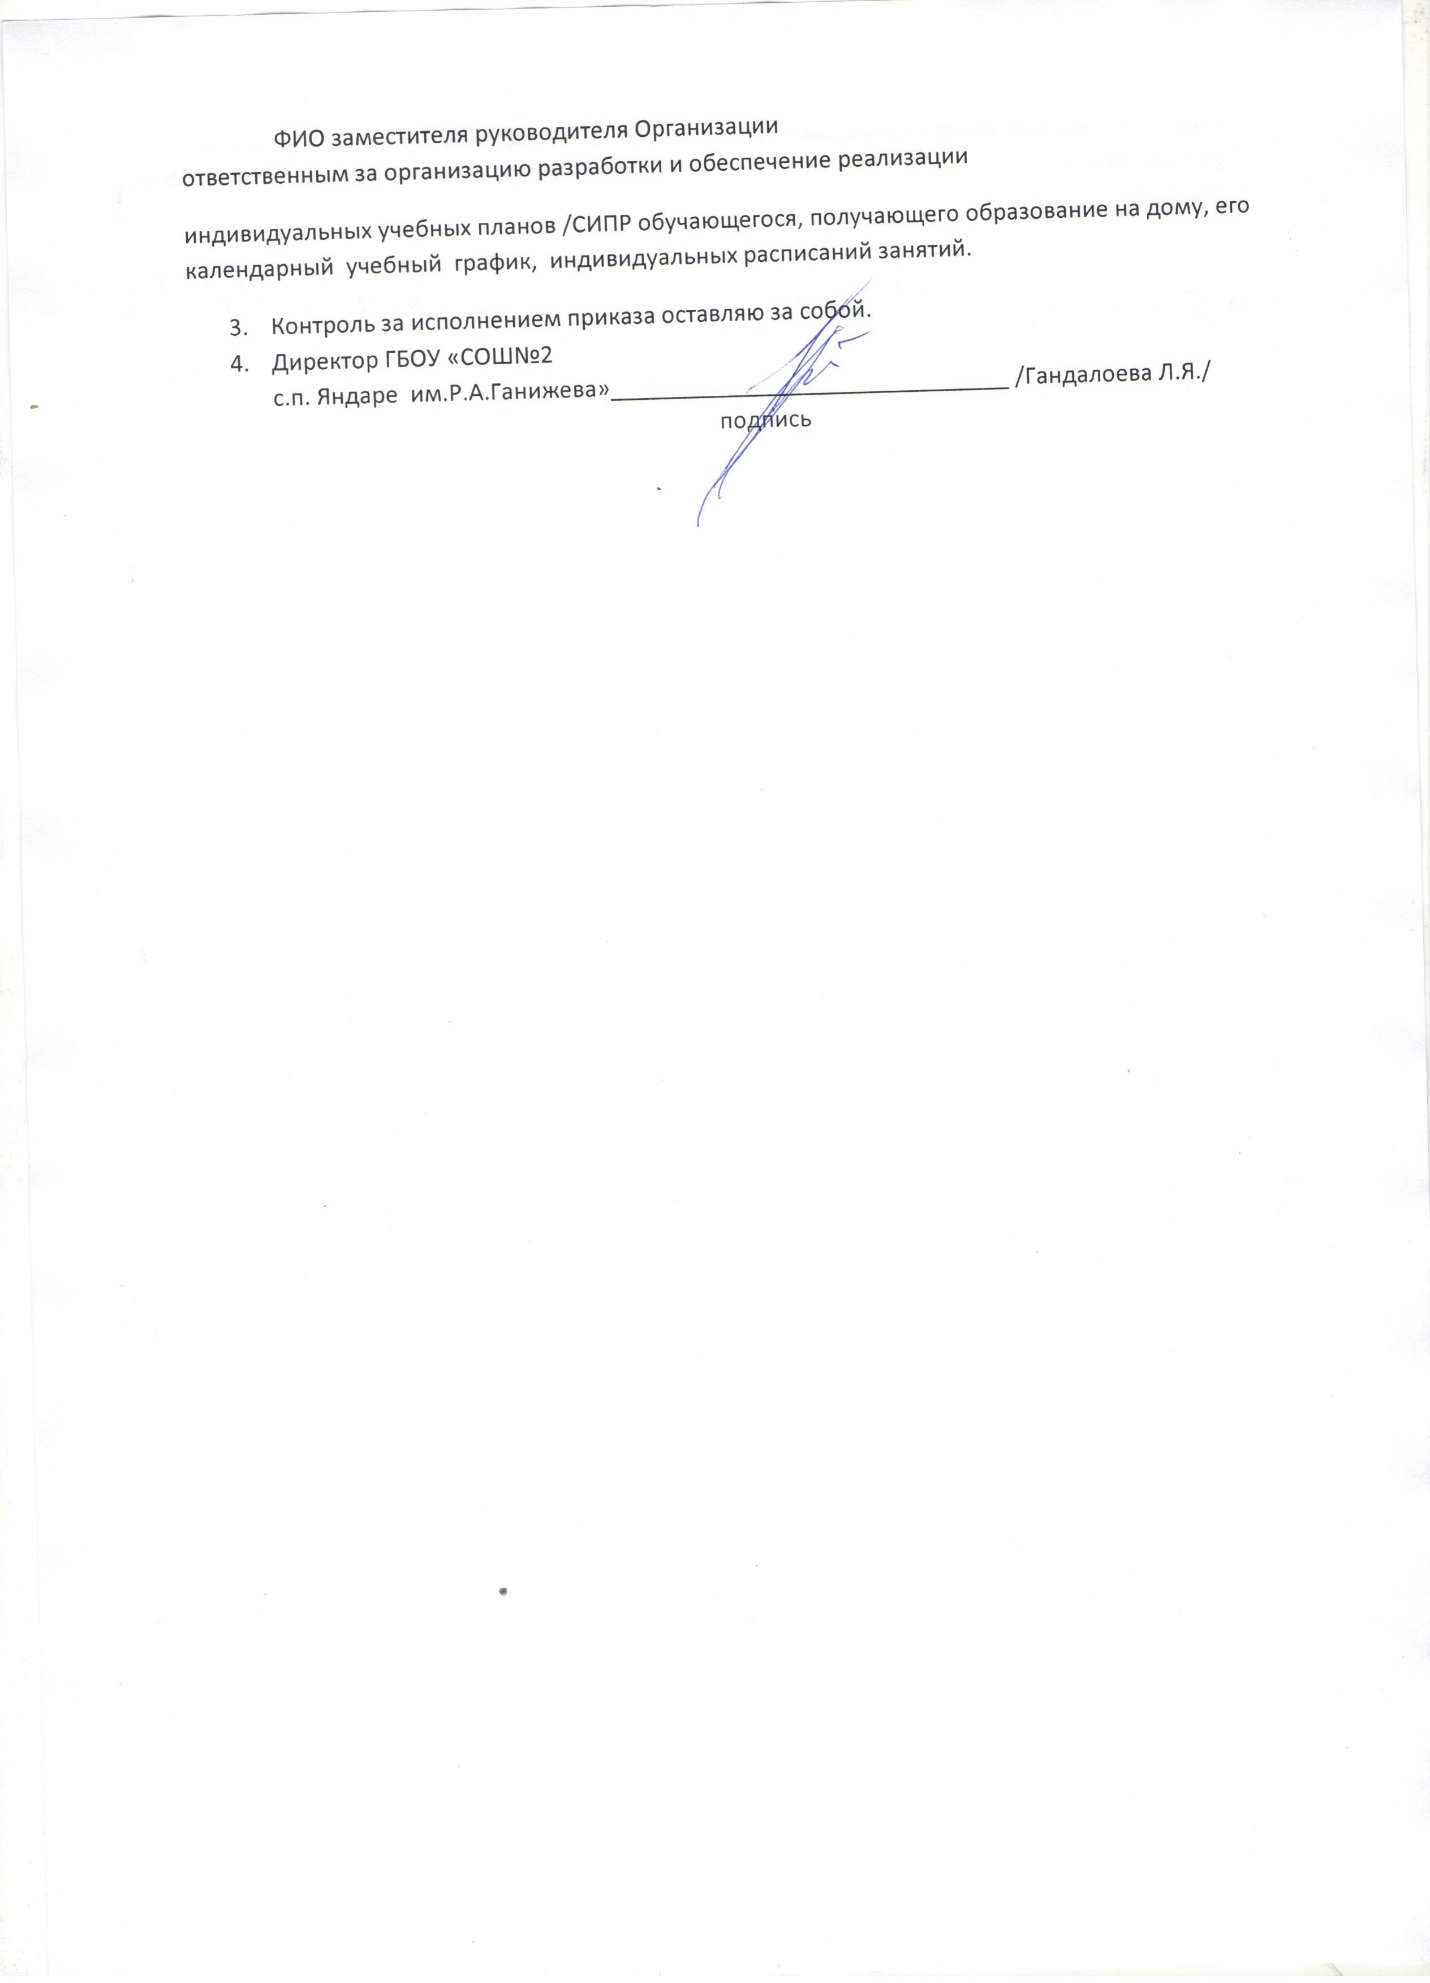 ФИО заместителя руководителя Организации
ответственным за организацию разработки и обеспечение реализации
индивидуальных учебных планов /СИПР обучающегося, получающего образование на дому, его
календарный учебный график, индивидуальных расписаний занятий.
3. Контроль за исполнением приказа оставляю за собой.
4. Директор ГБОУ «СОШ№2
с.п. Яндаре им.Р.А.Ганижева»______________________________ /Гандалоева Л.Я./
подпись